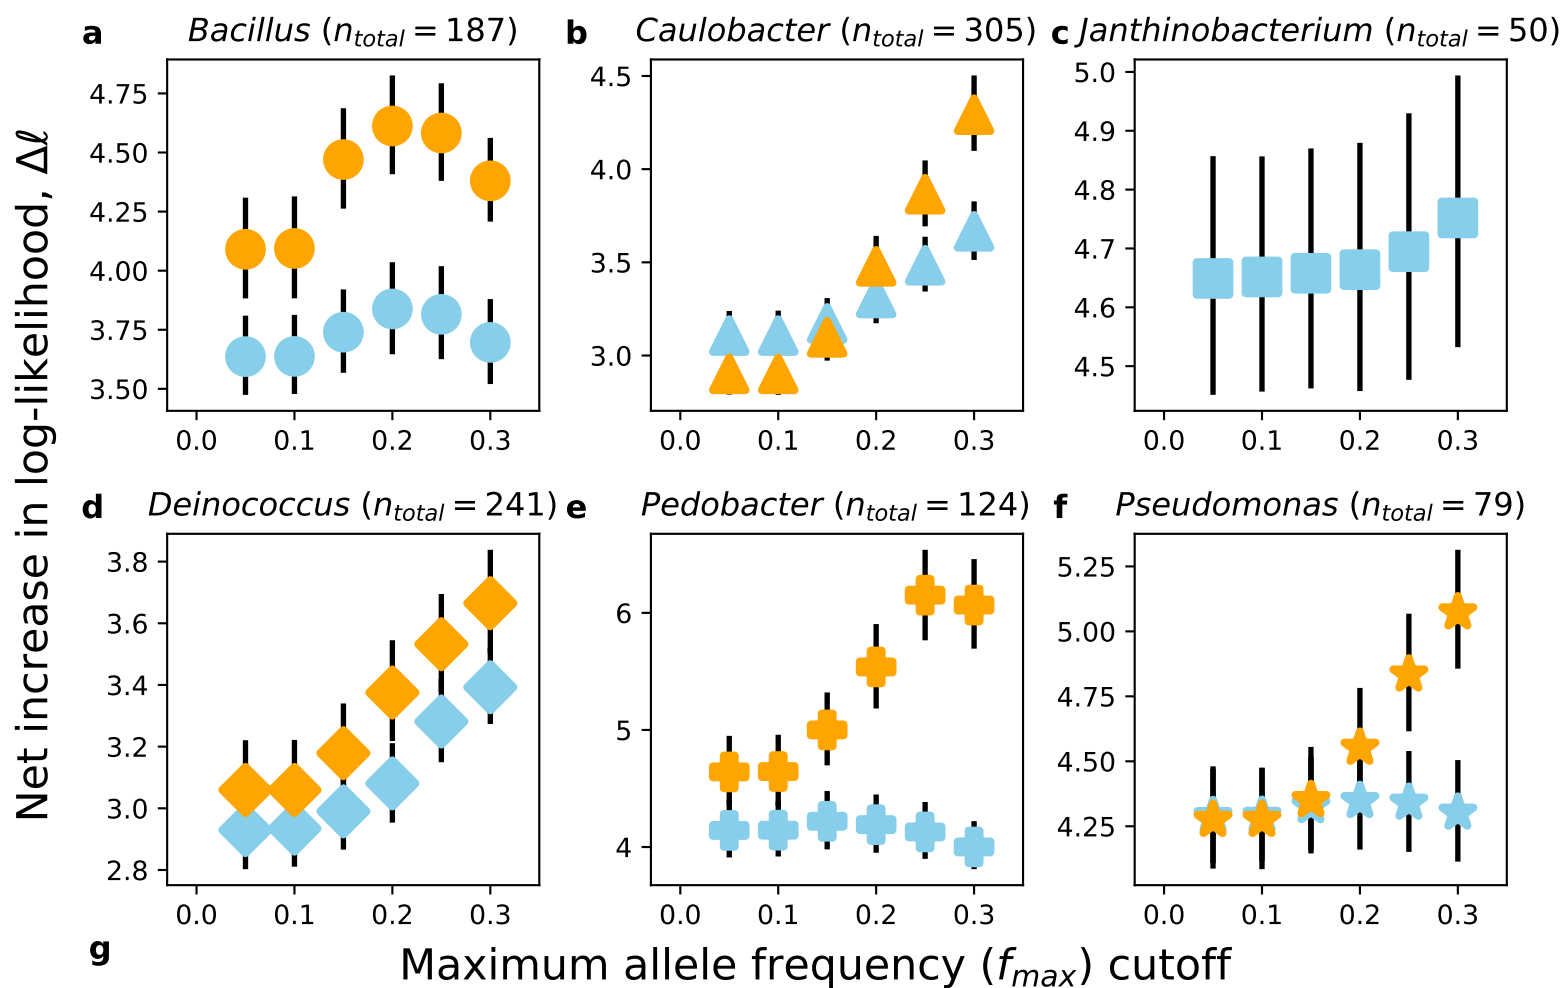 a Bacillus (n_total = 187)
4.75
4.50
4.25
4.00
3.75
3.50
0.0 0.1 0.2 0.3
b Caulobacter (n_total = 305)
4.5
4.0
3.5
3.0
0.0 0.1 0.2 0.3
c Janthinobacterium (n_total = 50)
5.0
4.9
4.8
4.7
4.6
4.5
0.0 0.1 0.2 0.3
Net increase in log-likelihood, Δℓ
d Deinococcus (n_total = 241)
3.8
3.6
3.4
3.2
3.0
2.8
0.0 0.1 0.2 0.3
e Pedobacter (n_total = 124)
6
5
4
0.0 0.1 0.2 0.3
f Pseudomonas (n_total = 79)
5.25
5.00
4.75
4.50
4.25
0.0 0.1 0.2 0.3
g
Maximum allele frequency (f_max) cutoff